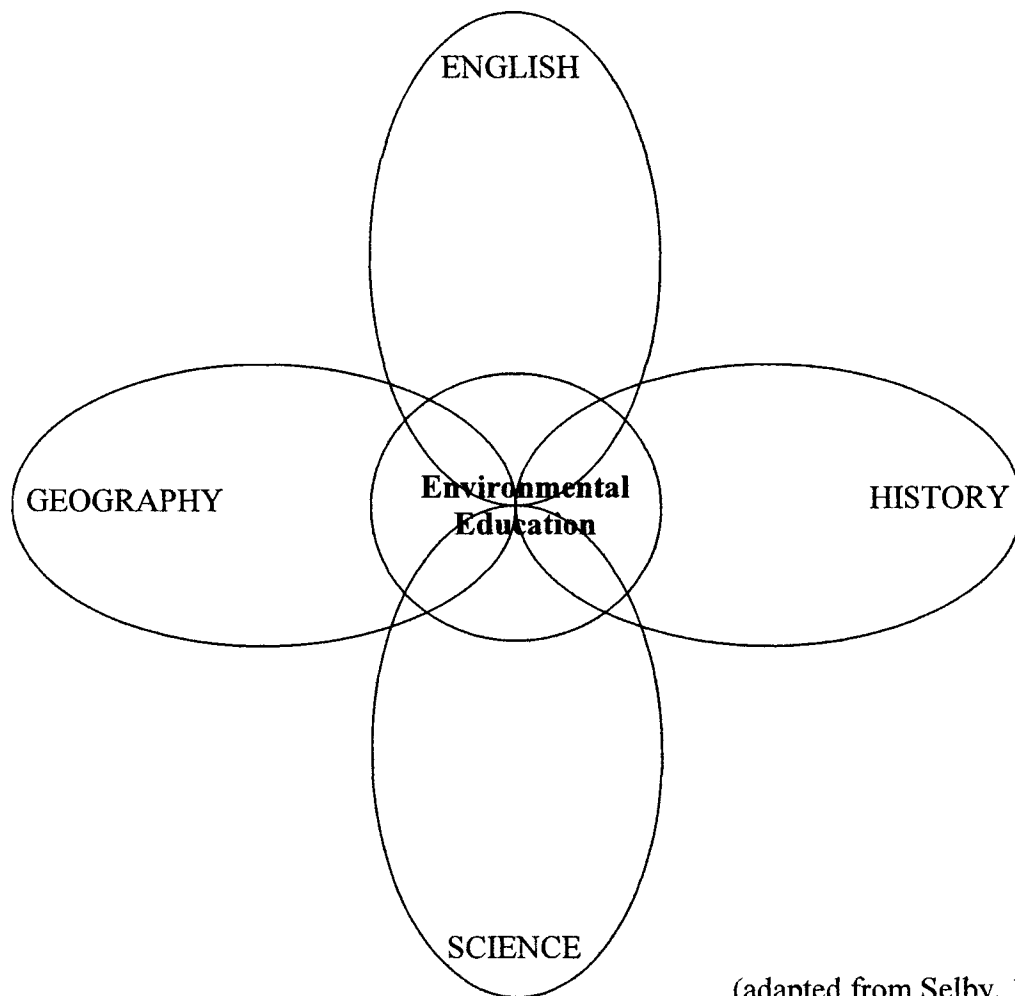 ENGLISH
GEOGRAPHY
Environmental
Education
HISTORY
SCIENCE
(adapted from Selby,